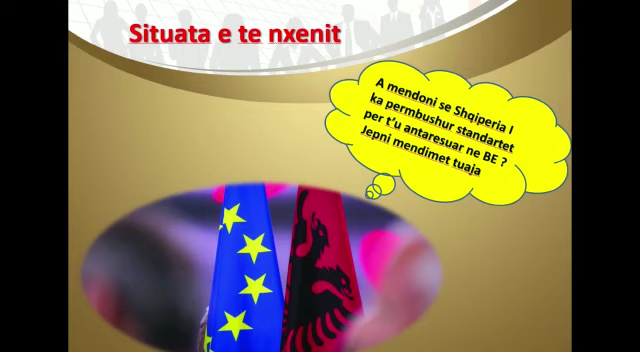 Situata e te nxenit
A mendoni se Shqiperia I
ka permbushur standartet
per t'u antaresuar ne BE ?
Jepni mendimet tuaja